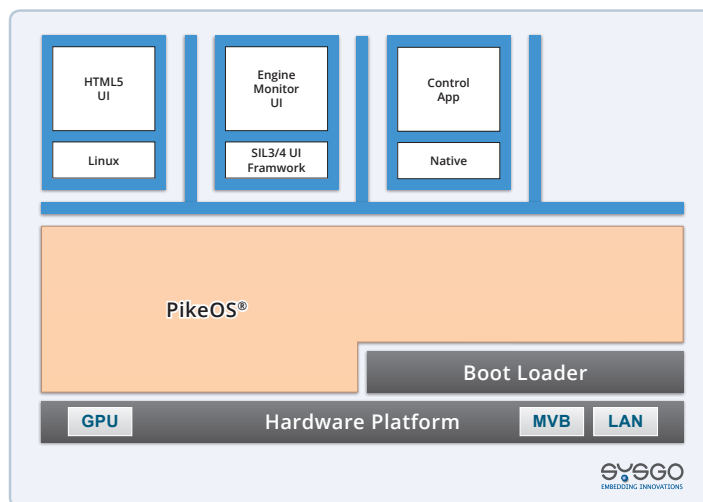 HTML5
UI
Engine
Monitor
UI
Control
App
Linux
SIL3/4 UI
Framwork
Native
PikeOS®
Boot Loader
GPU
Hardware Platform
MVB
LAN
SYSGO
EMBEDDING INNOVATIONS